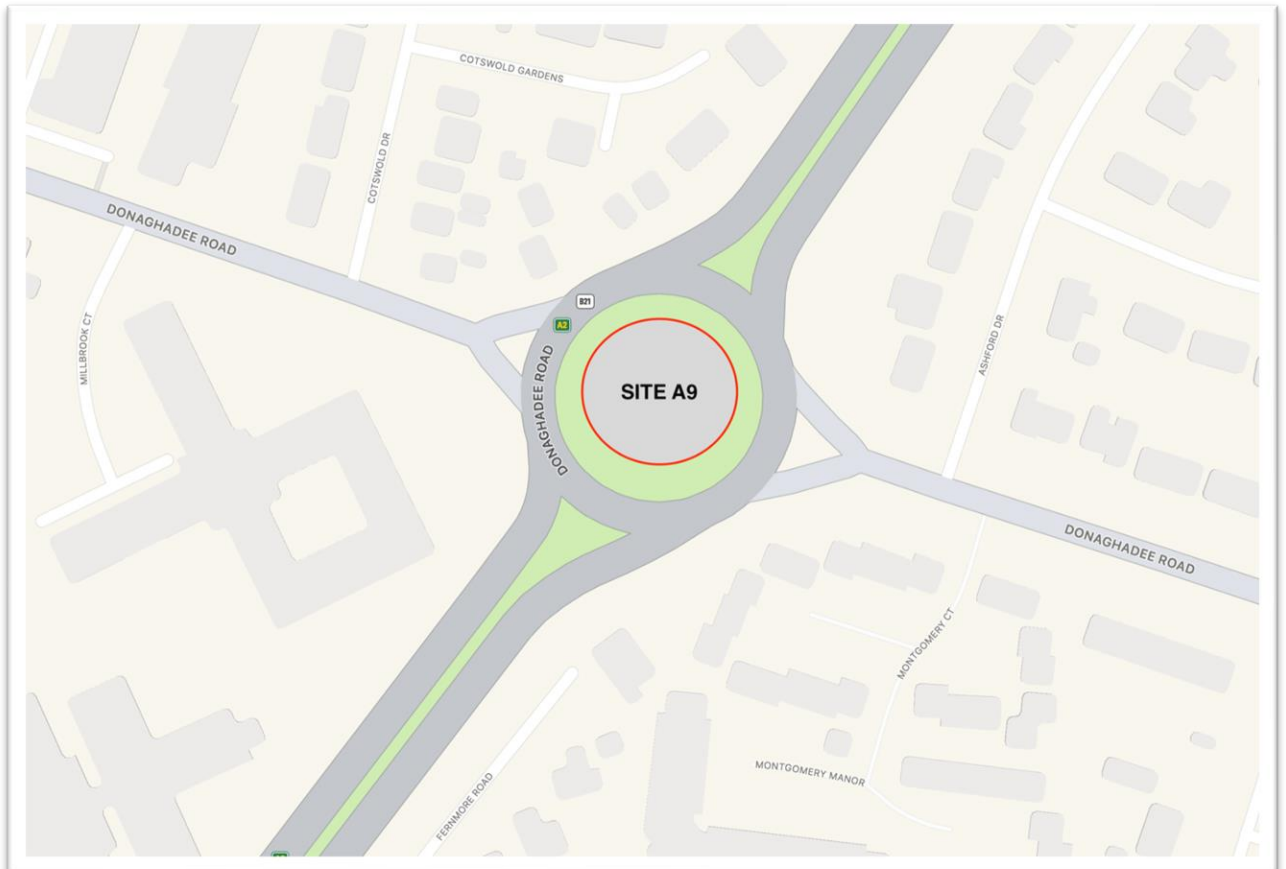 COTSWOLD GARDENS
COTSWOLD DR
DONAGHADEE ROAD
MILLBROOK CT
B21
A2
DONAGHADEE ROAD
SITE A9
ASHFORD DR
DONAGHADEE ROAD
MONTGOMERY CT
MONTGOMERY MANOR
FERNMORE ROAD